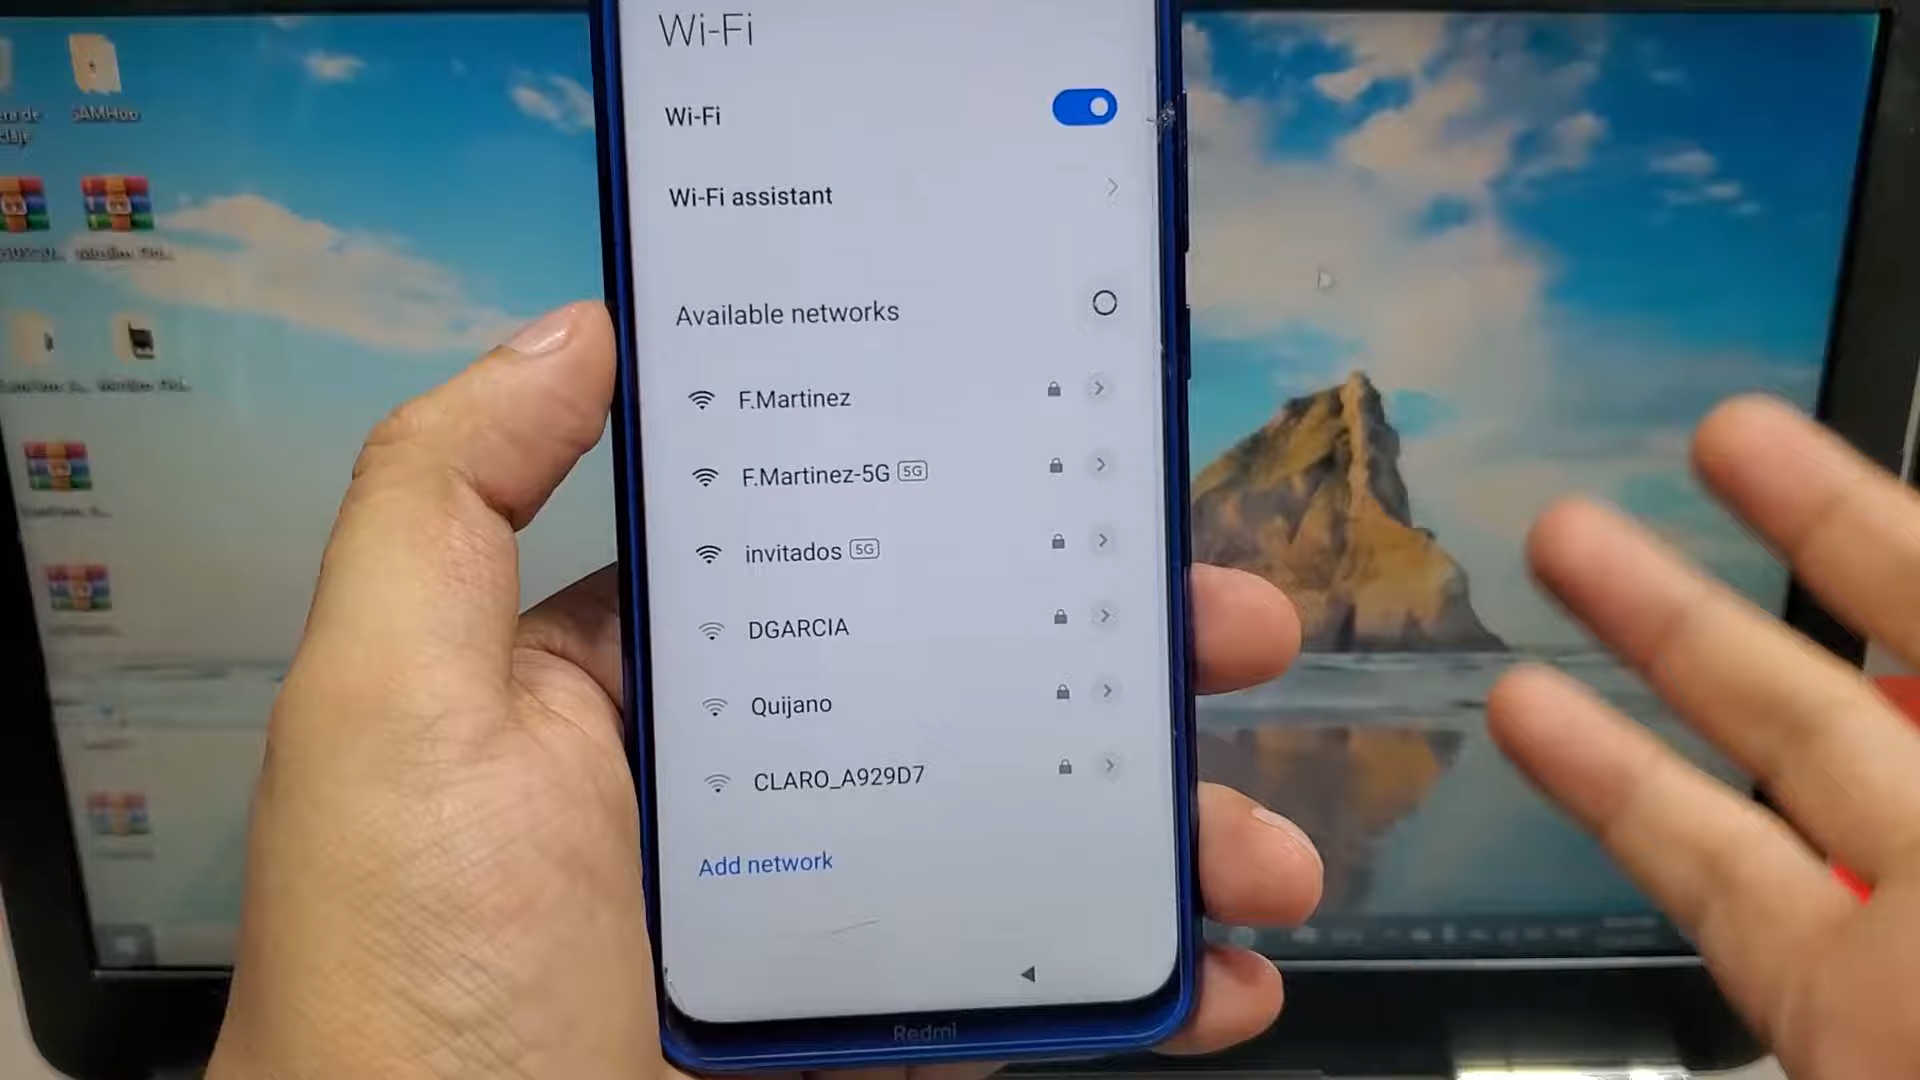 Wi-Fi
Wi-Fi
Wi-Fi assistant
Available networks
F.Martinez
F.Martinez-5G 5G
invitados 5G
DGARCIA
Quijano
CLARO_A929D7
Add network
Redmi